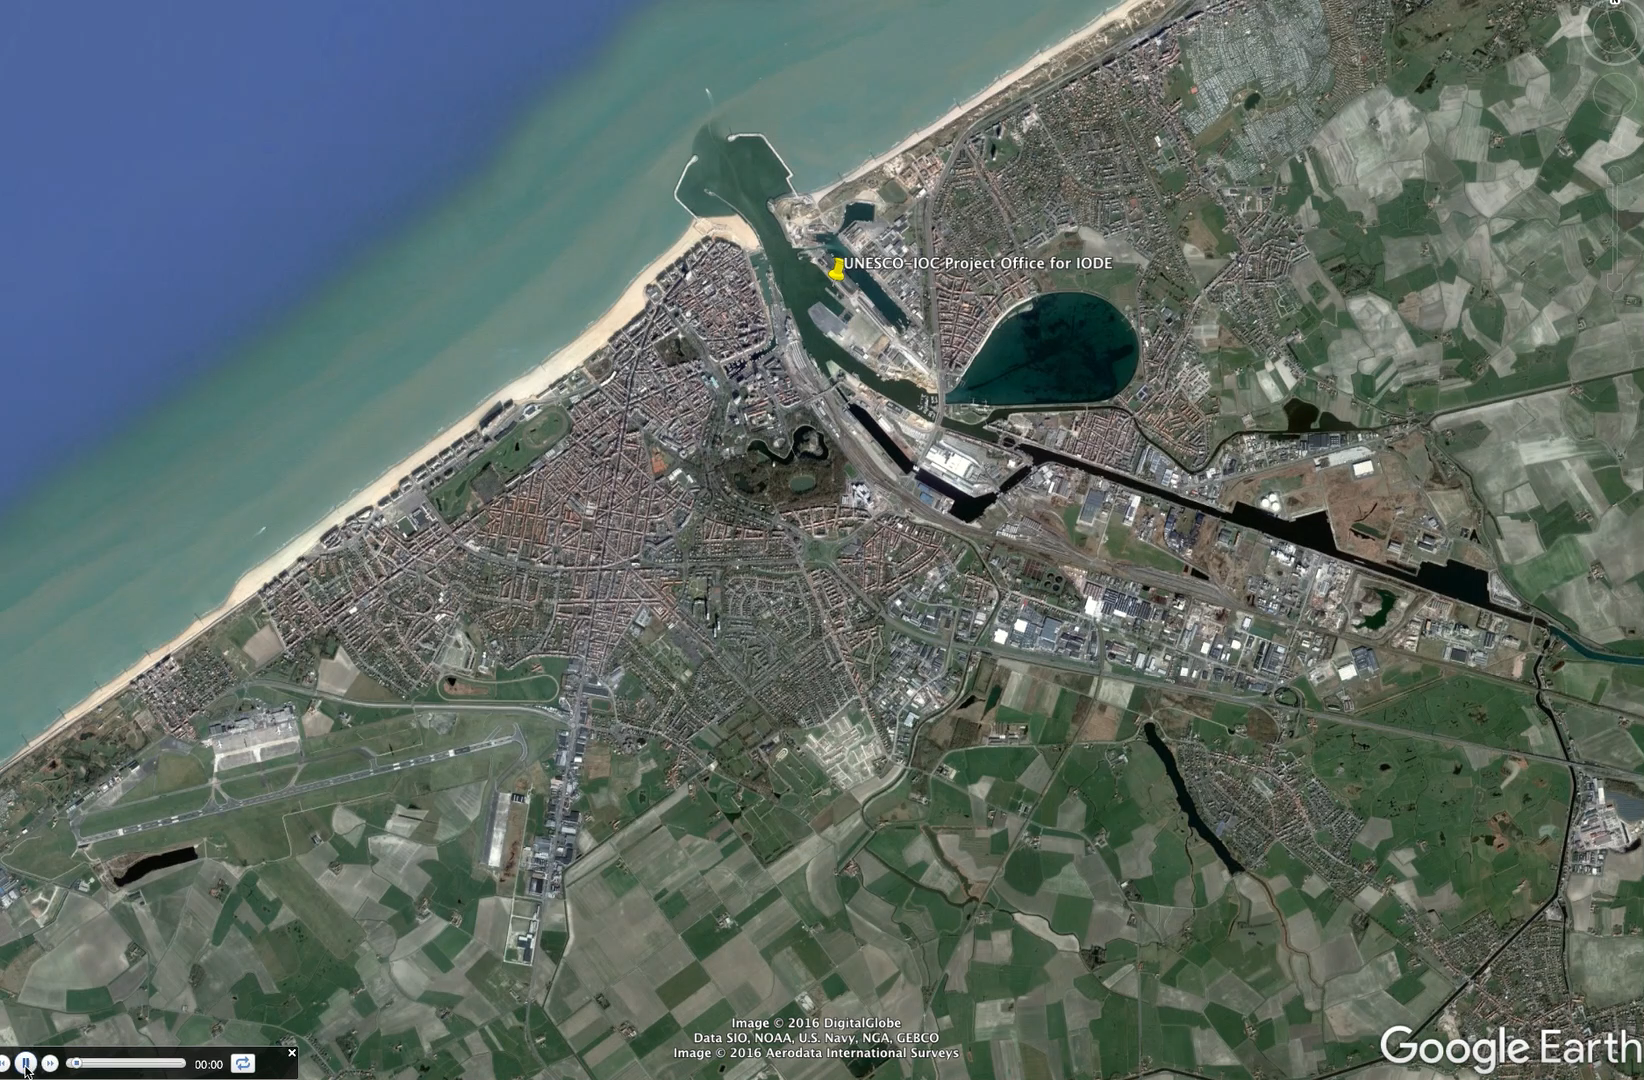 UNESCO-IOC Project Office for IODE
Image © 2016 DigitalGlobe
Data SIO, NOAA, U.S. Navy, NGA, GEBCO
Image © 2016 Aerodata International Surveys
Google Earth
00:00